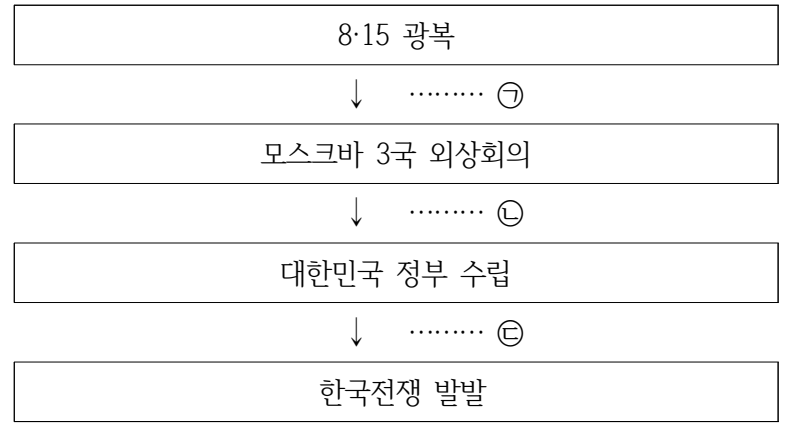 8·15 광복
↓ ……… ㉠
모스크바 3국 외상회의
↓ ……… ㉡
대한민국 정부 수립
↓ ……… ㉢
한국전쟁 발발